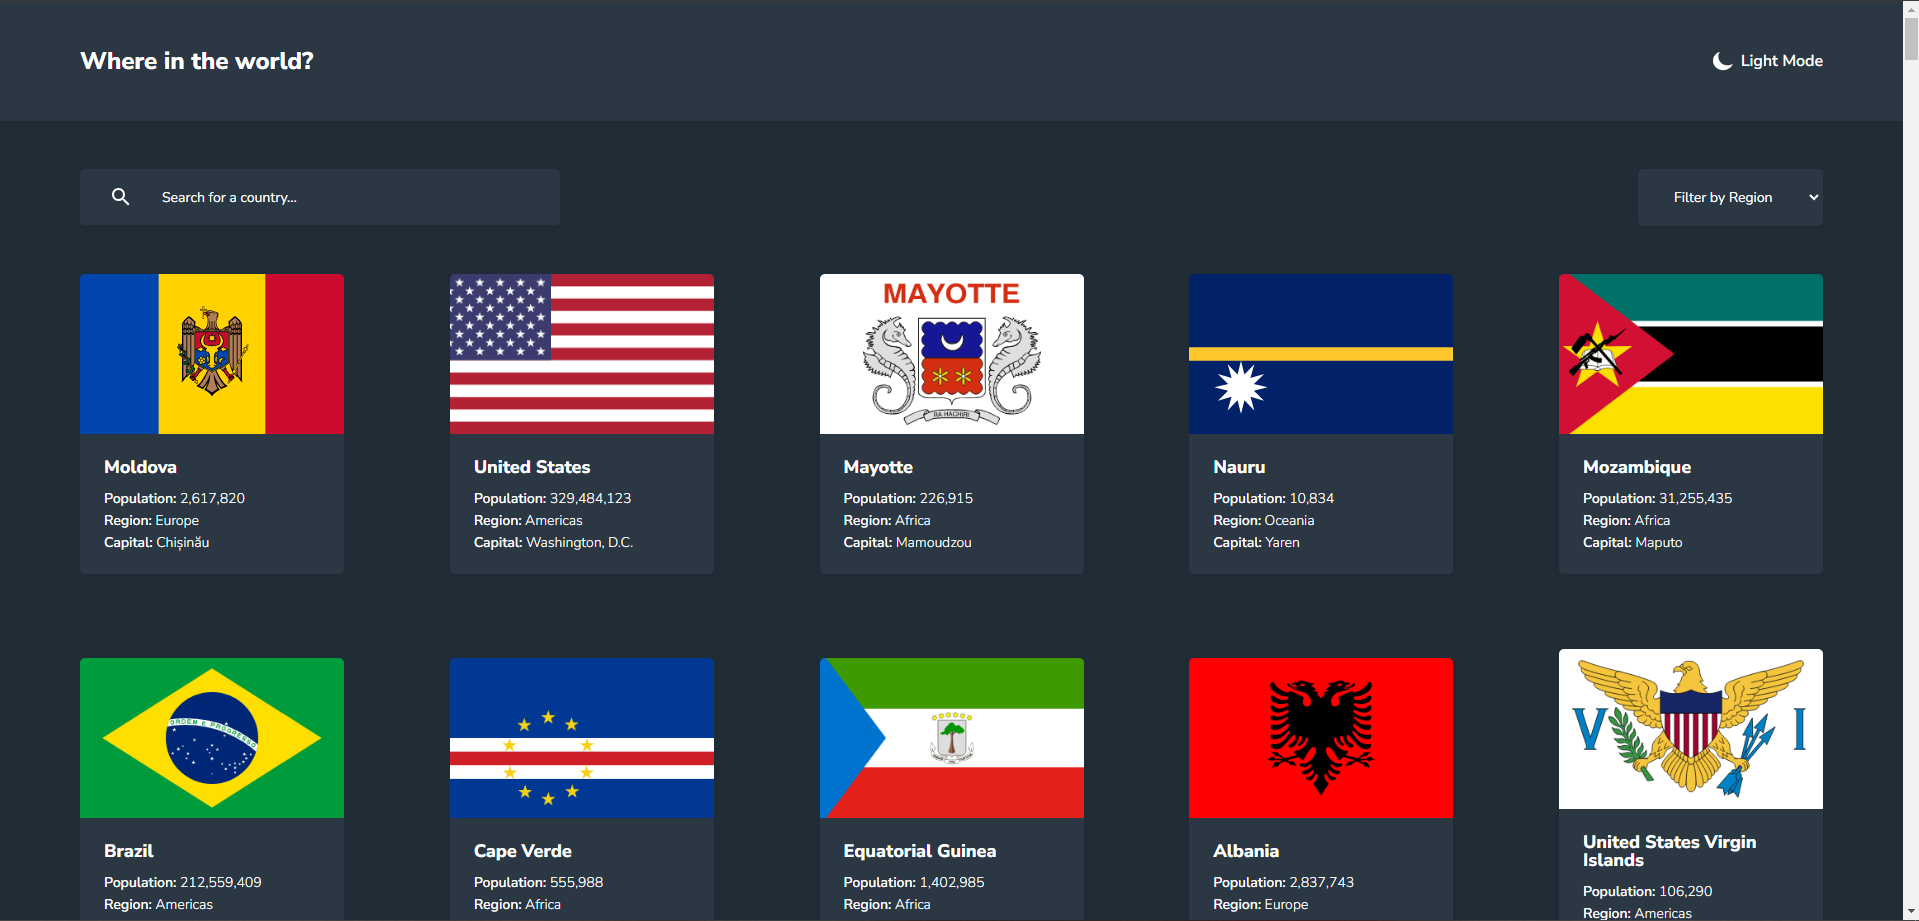 Where in the world?
Light Mode
Search for a country...
Filter by Region
MAYOTTE
RA HACHIRI
Moldova
Population: 2,617,820
Region: Europe
Capital: Chișinău
United States
Population: 329,484,123
Region: Americas
Capital: Washington, D.C.
Mayotte
Population: 226,915
Region: Africa
Capital: Mamoudzou
Nauru
Population: 10,834
Region: Oceania
Capital: Yaren
Mozambique
Population: 31,255,435
Region: Africa
Capital: Maputo
ORDEM E PROGRESSO
V I
Brazil
Population: 212,559,409
Region: Americas
Cape Verde
Population: 555,988
Region: Africa
Equatorial Guinea
Population: 1,402,985
Region: Africa
Albania
Population: 2,837,743
Region: Europe
United States Virgin
Islands
Population: 106,290
Region: Americas